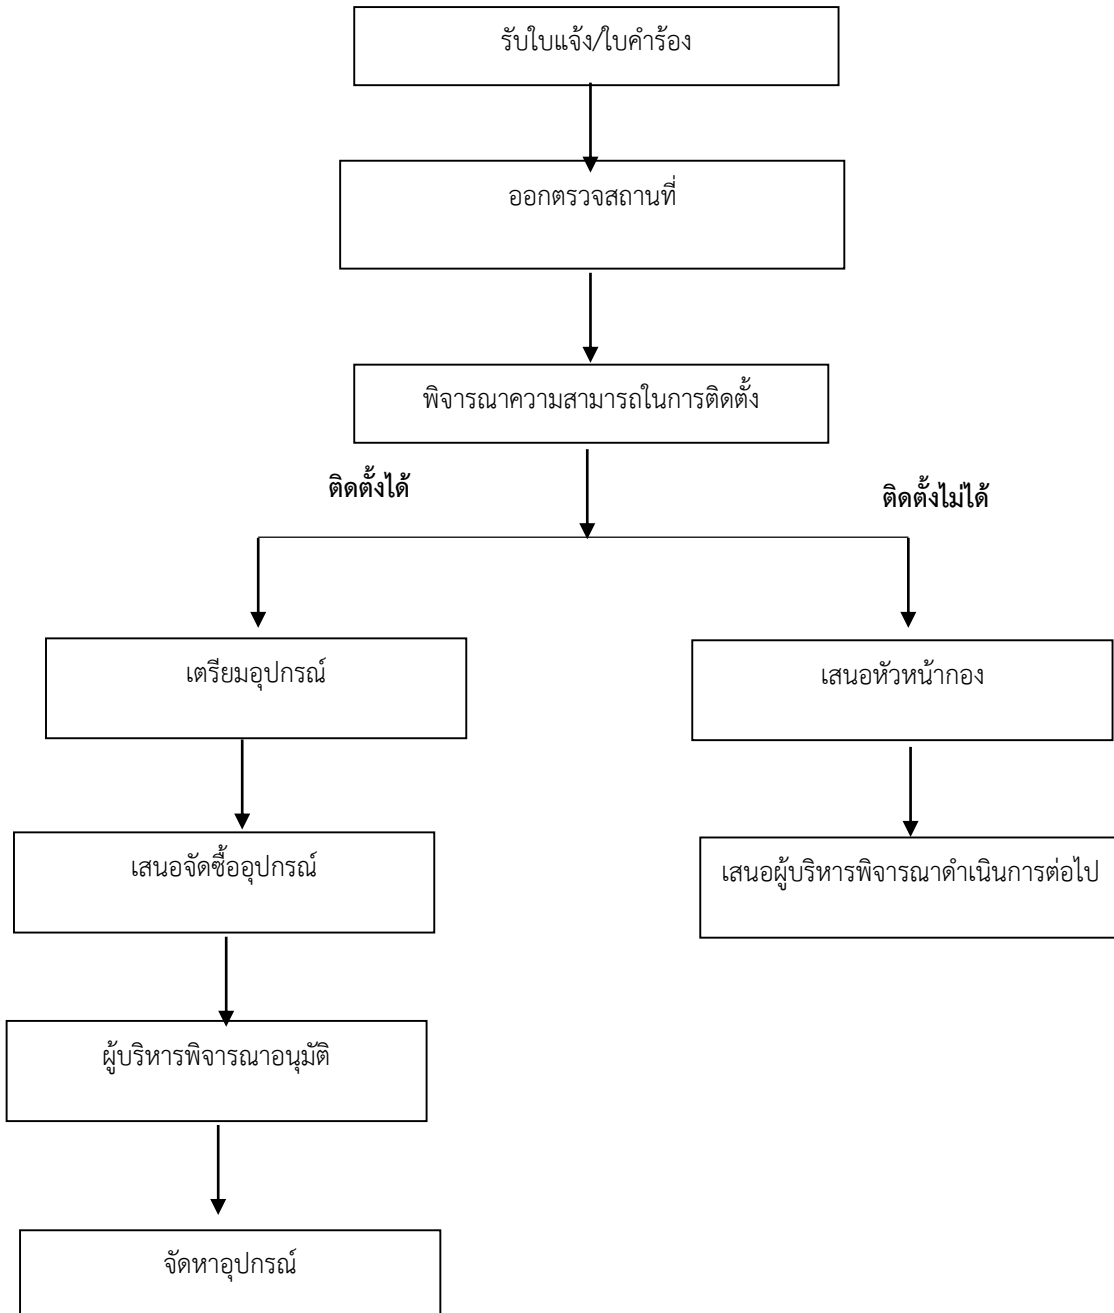 รับใบแจ้ง/ใบคำร้อง
ออกตรวจสถานที่
พิจารณาความสามารถในการติดตั้ง
ติดตั้งได้
ติดตั้งไม่ได้
เตรียมอุปกรณ์
เสนอหัวหน้ากอง
เสนอจัดซื้ออุปกรณ์
เสนอผู้บริหารพิจารณาดำเนินการต่อไป
ผู้บริหารพิจารณาอนุมัติ
จัดหาอุปกรณ์